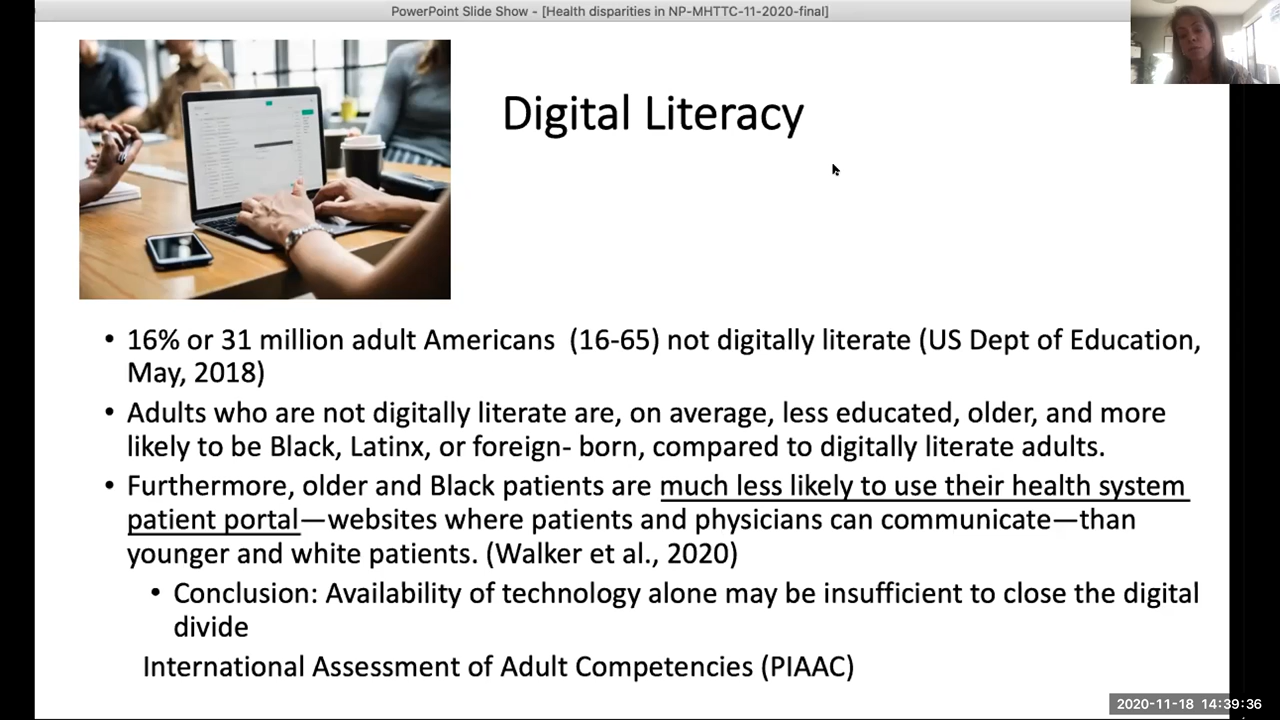 PowerPoint Slide Show - [Health disparities in NP-MHTTC-11-2020-final]
Digital Literacy
• 16% or 31 million adult Americans (16-65) not digitally literate (US Dept of Education,
May, 2018)
• Adults who are not digitally literate are, on average, less educated, older, and more
likely to be Black, Latinx, or foreign- born, compared to digitally literate adults.
• Furthermore, older and Black patients are much less likely to use their health system
patient portal—websites where patients and physicians can communicate—than
younger and white patients. (Walker et al., 2020)
• Conclusion: Availability of technology alone may be insufficient to close the digital
divide
International Assessment of Adult Competencies (PIAAC)
2020-11-18 14:39:36